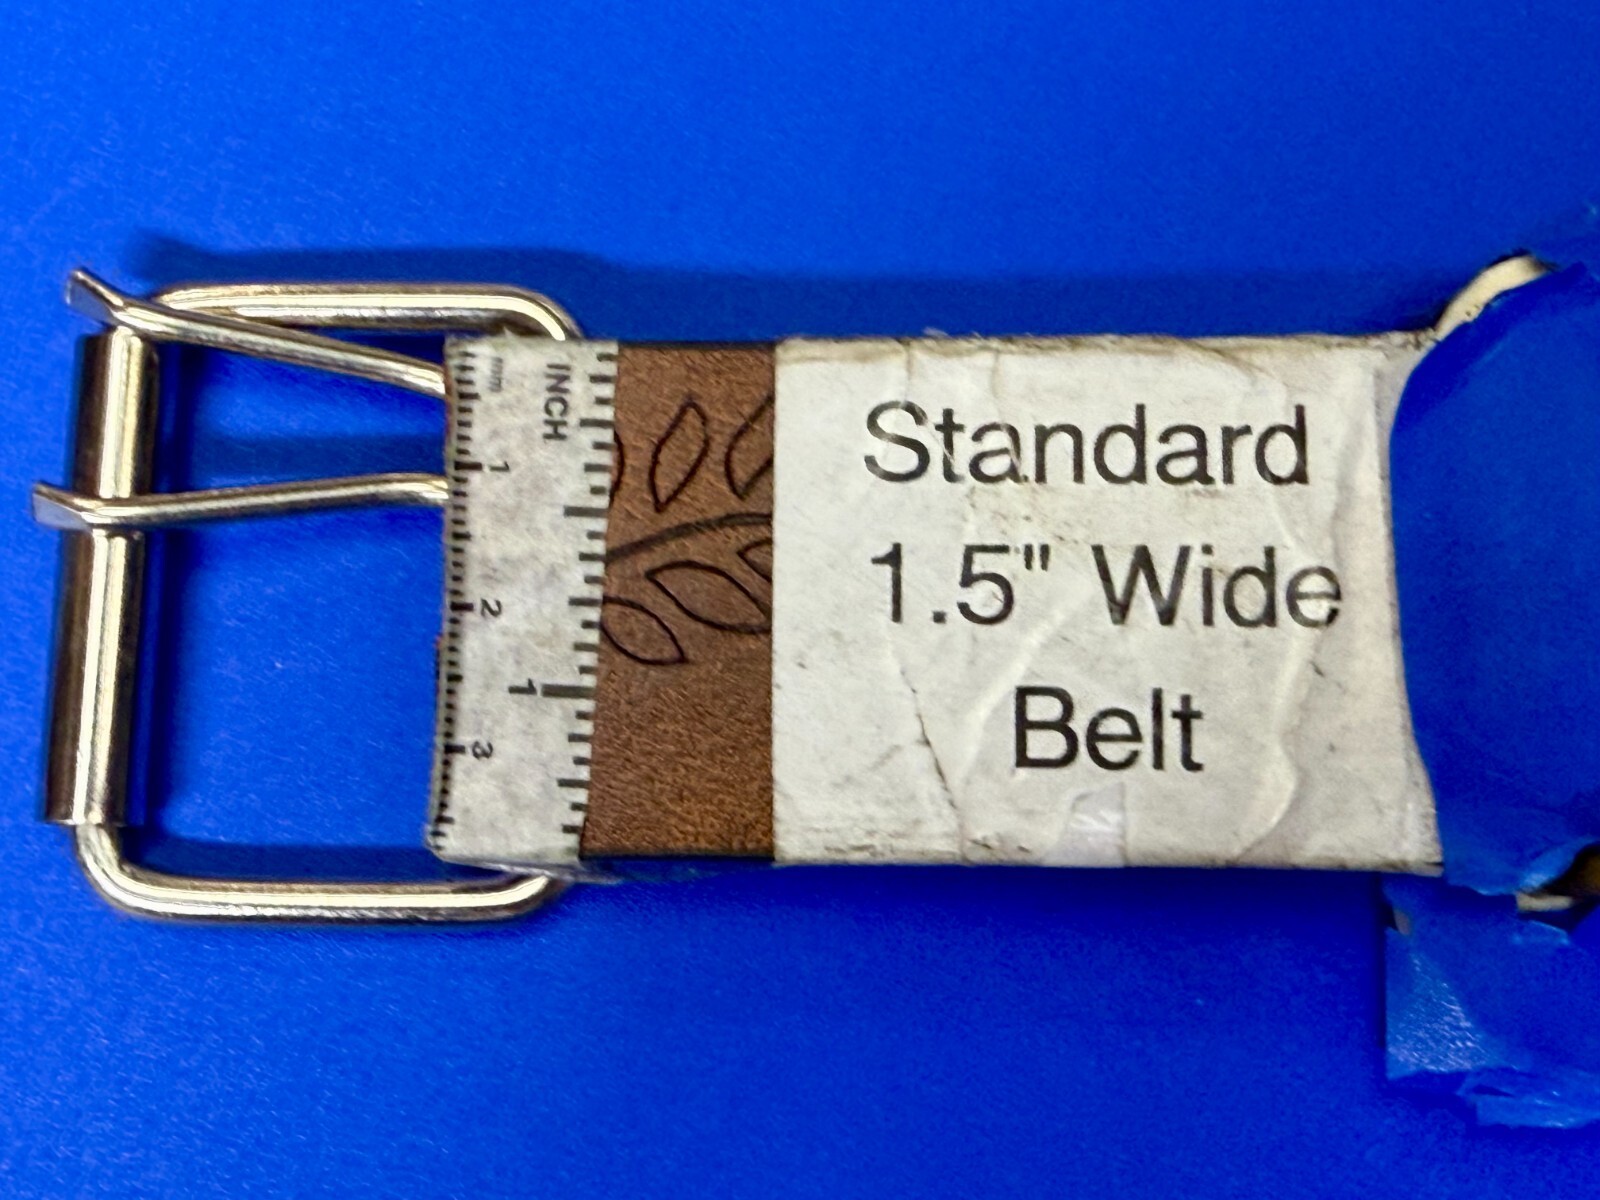 mm
INCH
1
2
1
3
Standard
1.5" Wide
Belt